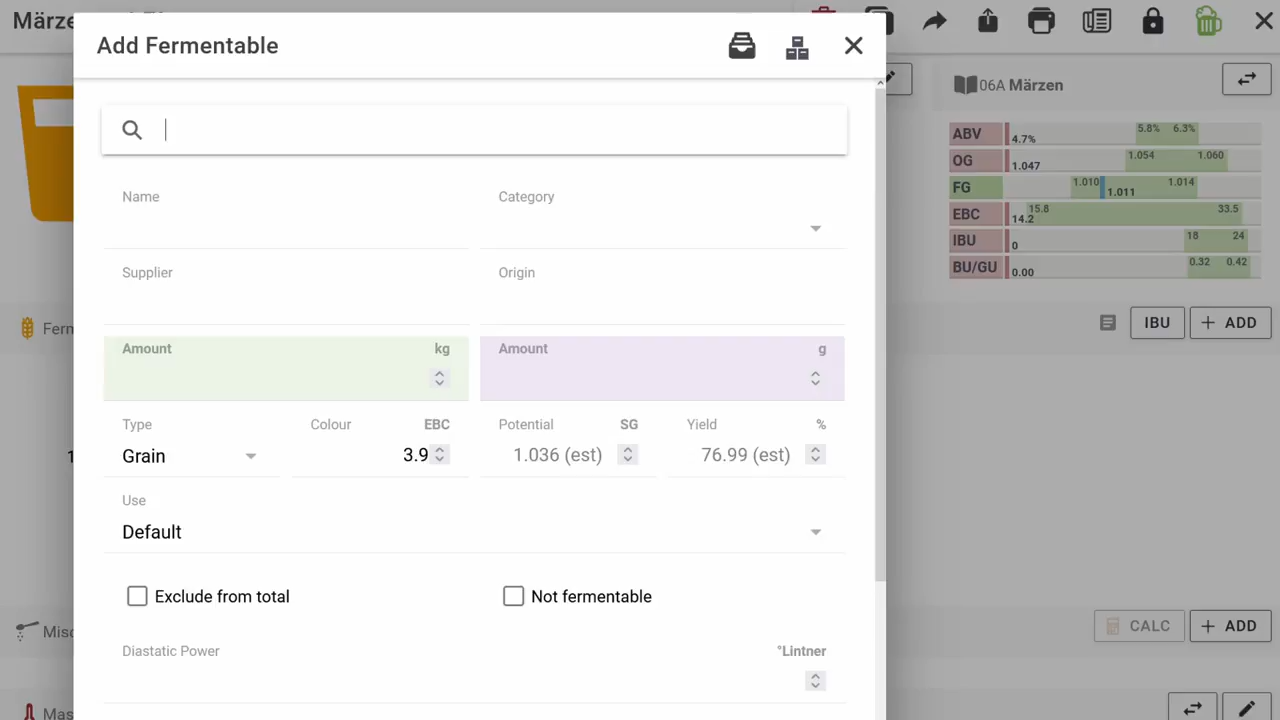 Märze
Add Fermentable
06A Märzen
ABV 4.7% 5.8% 6.3%
OG 1.047 1.054 1.060
FG 1.010 1.011 1.014
EBC 14.2 15.8 33.5
IBU 0 18 24
BU/GU 0.00 0.32 0.42
Name Category
Supplier Origin
Ferm IBU + ADD
Amount kg Amount g
Type Colour EBC Potential SG Yield %
1 Grain 3.9 1.036 (est) 76.99 (est)
Use
Default
Exclude from total Not fermentable
Misc CALC + ADD
Diastatic Power °Lintner
Mas